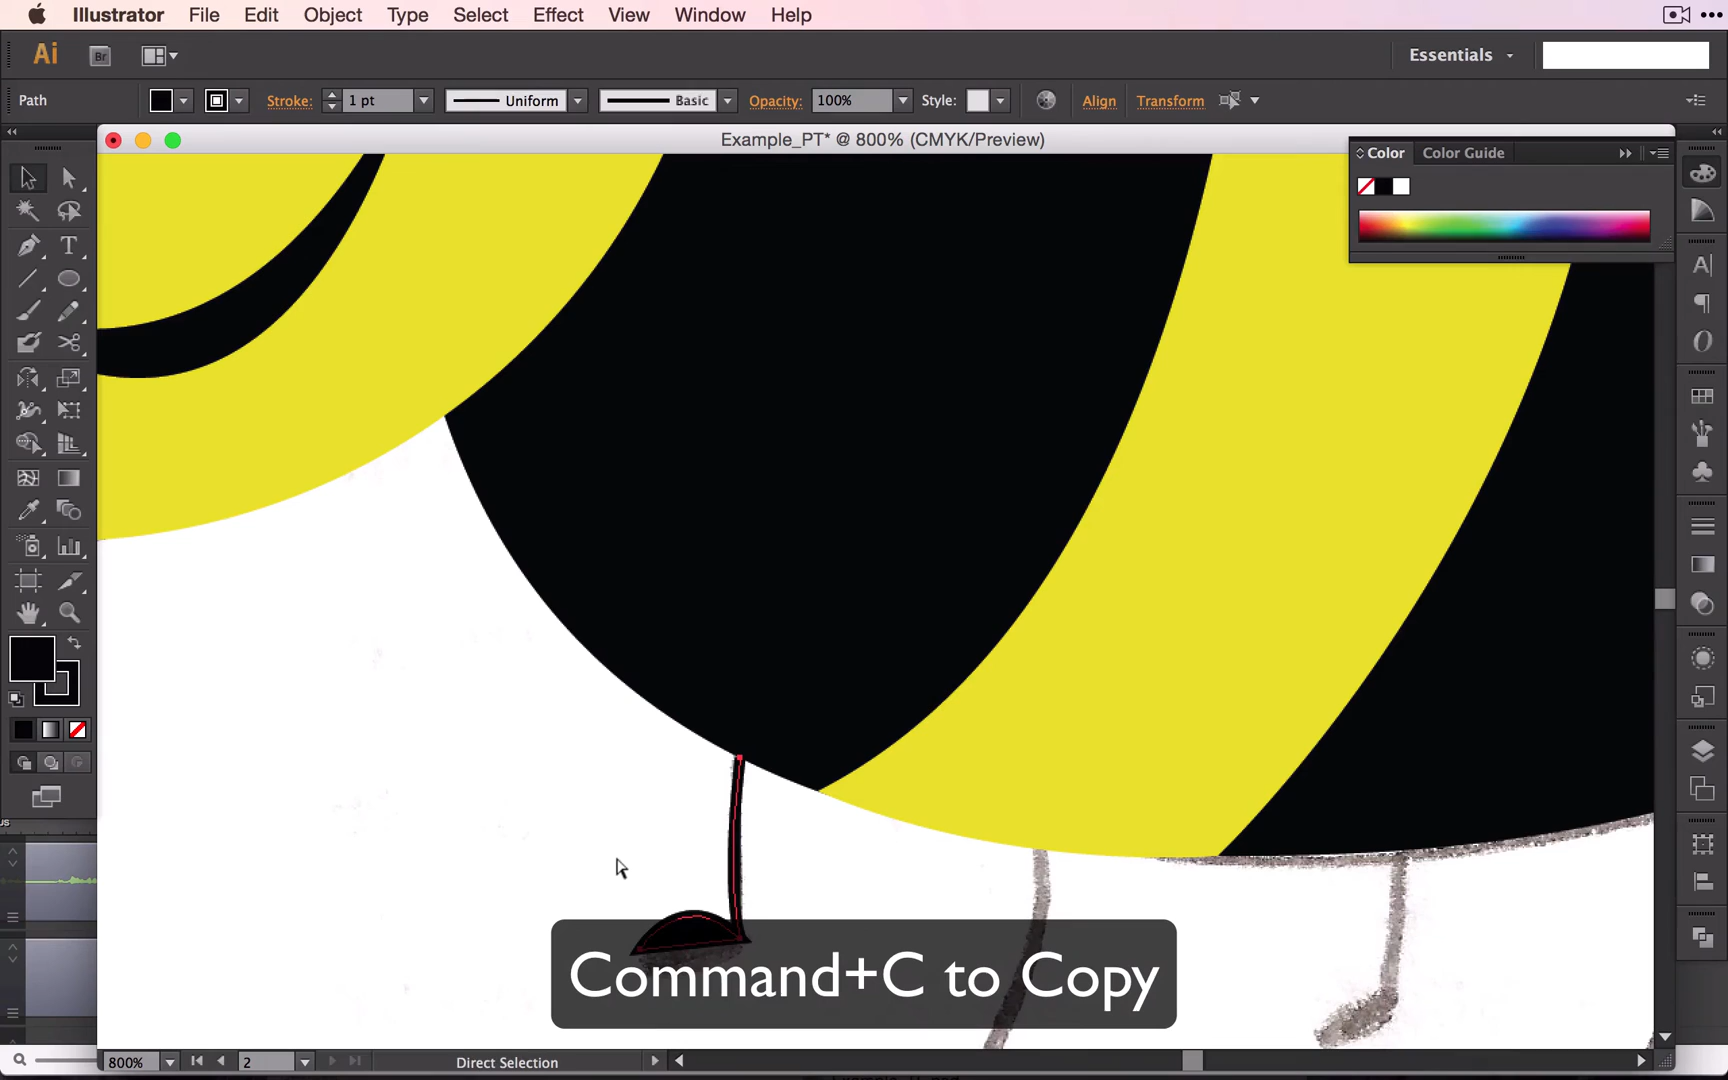 Illustrator File Edit Object Type Select Effect View Window Help
Ai Br Essentials
Path Stroke: 1 pt Uniform Basic Opacity: 100% Style: Align Transform
Example_PT* @ 800% (CMYK/Preview)
Color Color Guide
Command+C to Copy
800% 2 Direct Selection